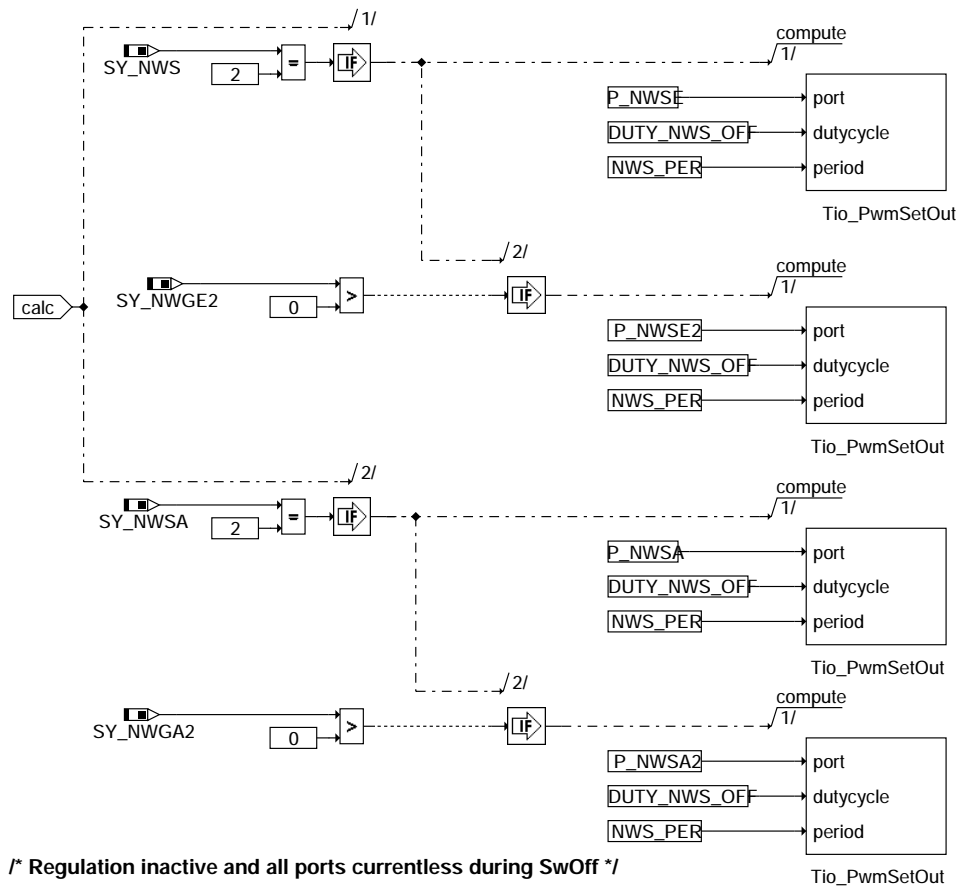 /1/
compute
/1/
SY_NWS
2
=
IF
P_NWSE
port
DUTY_NWS_OFF
dutycycle
NWS_PER
period
Tio_PwmSetOut
/2/
compute
/1/
calc
SY_NWGE2
0
>
IF
P_NWSE2
port
DUTY_NWS_OFF
dutycycle
NWS_PER
period
Tio_PwmSetOut
/2/
compute
/1/
SY_NWSA
2
=
IF
P_NWSA
port
DUTY_NWS_OFF
dutycycle
NWS_PER
period
Tio_PwmSetOut
/2/
compute
/1/
SY_NWGA2
0
>
IF
P_NWSA2
port
DUTY_NWS_OFF
dutycycle
NWS_PER
period
Tio_PwmSetOut
/* Regulation inactive and all ports currentless during SwOff */